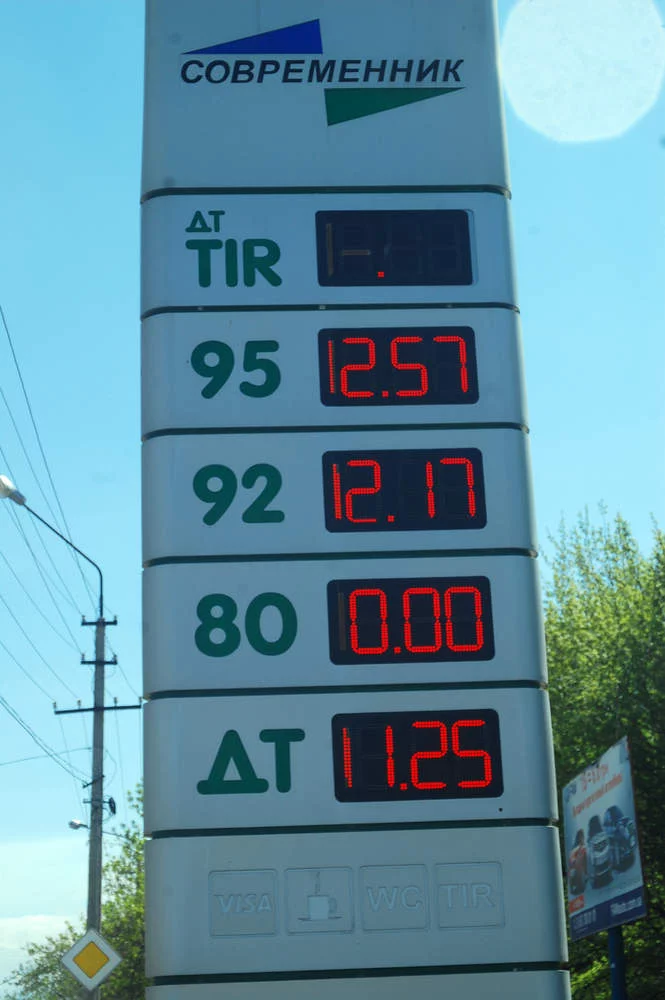 СОВРЕМЕННИК
ДТ
TIR -.
95 12.57
92 12.17
80 0.00
ДТ 11.25
VISA WC TIR